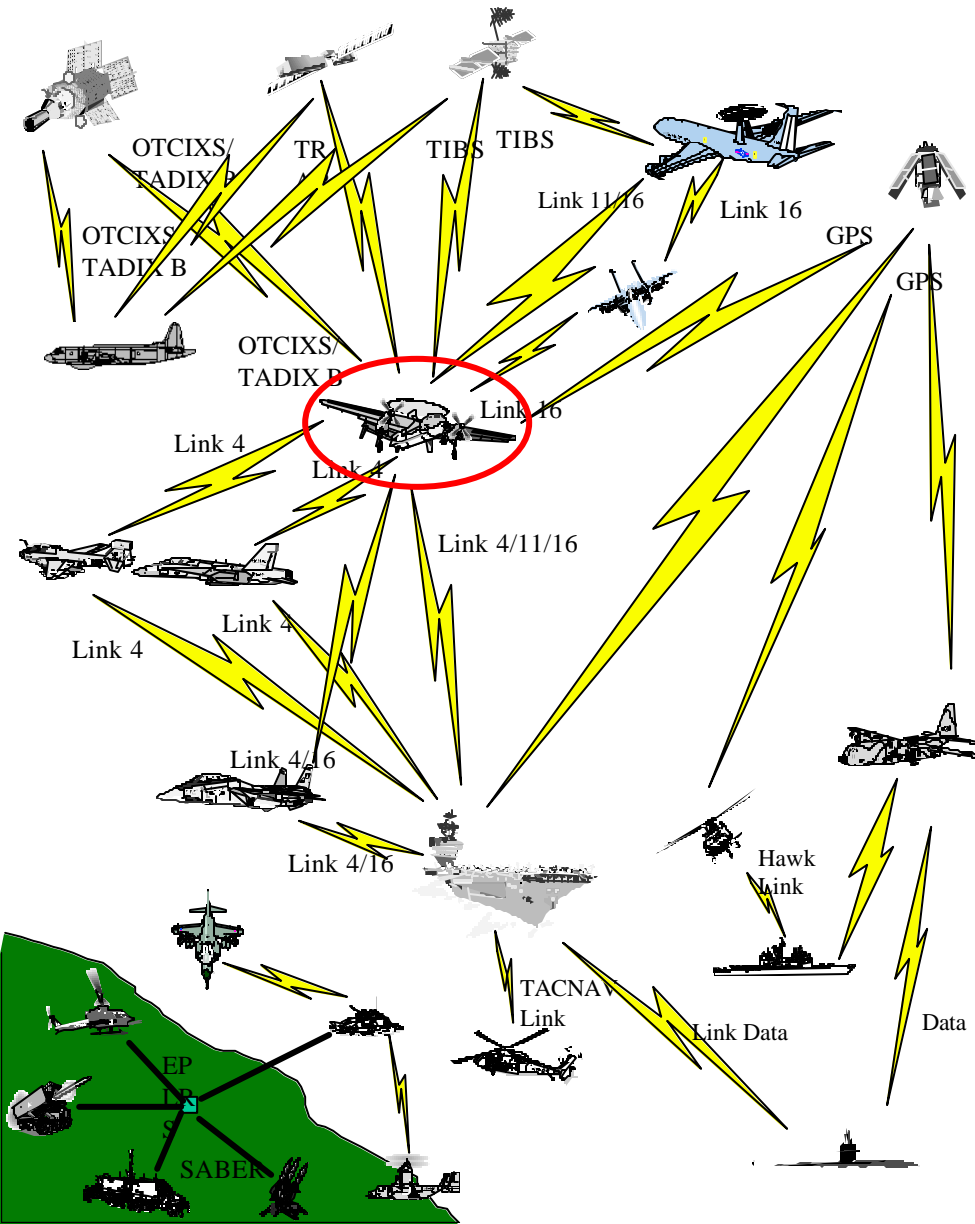 OTCIXS/
TADIX B
TR
A
TIBS
TIBS
Link 11/16
Link 16
GPS
OTCIXS/
TADIX B
GPS
OTCIXS/
TADIX B
Link 16
Link 4
Link 4
Link 4/11/16
Link 4
Link 4
Link 4/16
Link 4/16
Hawk
Link
TACNAV
Link
Link Data
Data
EP
LR
S
SABER